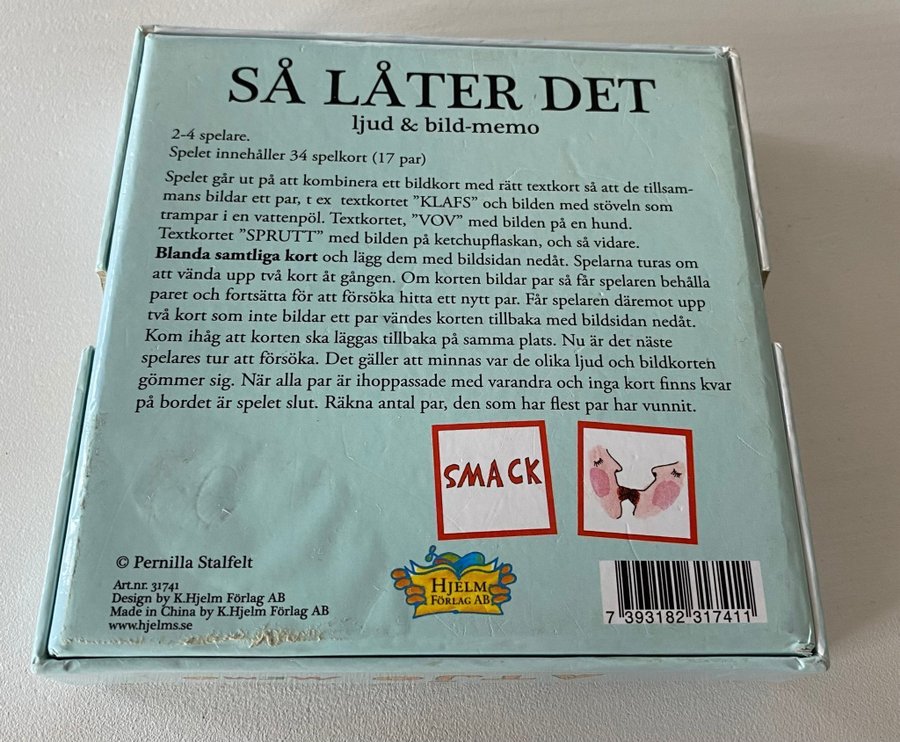 SÅ LÅTER DET
ljud & bild-memo
2-4 spelare.
Spelet innehåller 34 spelkort (17 par)
Spelet går ut på att kombinera ett bildkort med rätt textkort så att de tillsam-
mans bildar ett par, t ex textkortet ”KLAFS” och bilden med stöveln som
trampar i en vattenpöl. Textkortet, ”VOV” med bilden på en hund.
Textkortet ”SPRUTT” med bilden på ketchupflaskan, och så vidare.
Blanda samtliga kort och lägg dem med bildsidan nedåt. Spelarna turas om
att vända upp två kort åt gången. Om korten bildar par så får spelaren behålla
paret och fortsätta för att försöka hitta ett nytt par. Får spelaren däremot upp
två kort som inte bildar ett par vändes korten tillbaka med bildsidan nedåt.
Kom ihåg att korten ska läggas tillbaka på samma plats. Nu är det näste
spelares tur att försöka. Det gäller att minnas var de olika ljud och bildkorten
gömmer sig. När alla par är ihoppassade med varandra och inga kort finns kvar
på bordet är spelet slut. Räkna antal par, den som har flest par har vunnit.
SMACK
© Pernilla Stalfelt
Art.nr. 31741
Design by K.Hjelm Förlag AB
Made in China by K.Hjelm Förlag AB
www.hjelms.se
HJELM
FÖRLAG AB
7 393182 317411